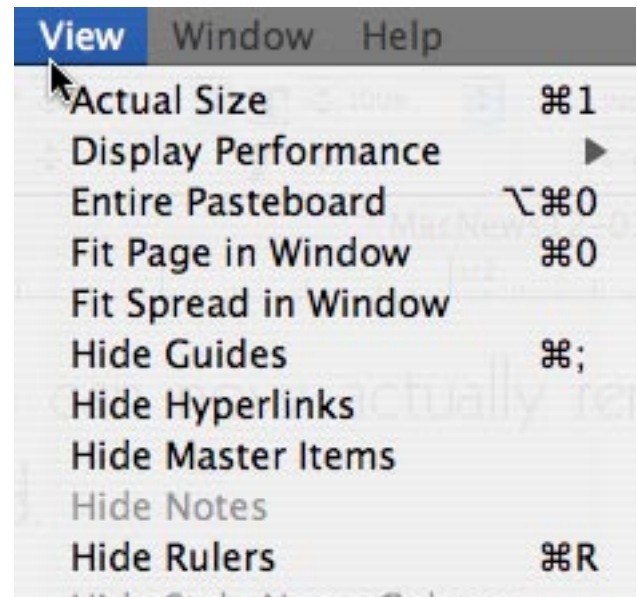 View Window Help
Actual Size ⌘1
Display Performance ▶
Entire Pasteboard ⌥⌘0
Fit Page in Window ⌘0
Fit Spread in Window
Hide Guides ⌘;
Hide Hyperlinks
Hide Master Items
Hide Notes
Hide Rulers ⌘R